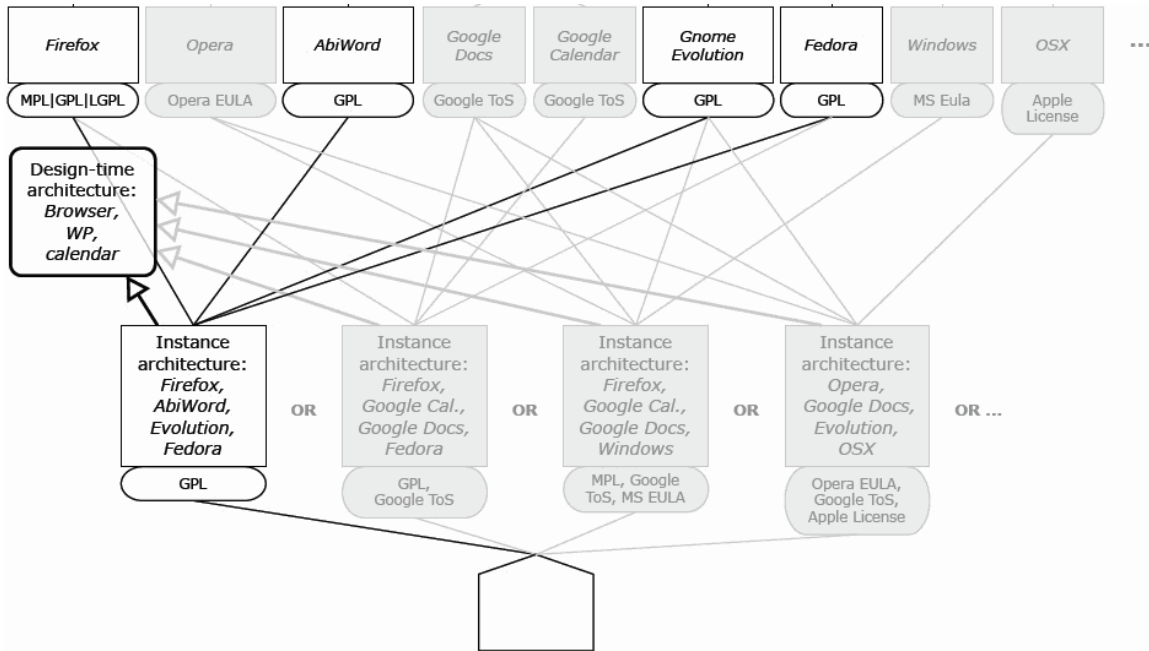 Firefox
Opera
AbiWord
Google
Docs
Google
Calendar
Gnome
Evolution
Fedora
Windows
OSX
...
MPL|GPL|LGPL
Opera EULA
GPL
Google ToS
Google ToS
GPL
GPL
MS Eula
Apple
License
Design-time
architecture:
Browser,
WP,
calendar
Instance
architecture:
Firefox,
AbiWord,
Evolution,
Fedora
GPL
OR
Instance
architecture:
Firefox,
Google Cal.,
Google Docs,
Fedora
GPL,
Google ToS
OR
Instance
architecture:
Firefox,
Google Cal.,
Google Docs,
Windows
MPL, Google
ToS, MS EULA
OR
Instance
architecture:
Opera,
Google Docs,
Evolution,
OSX
Opera EULA,
Google ToS,
Apple License
OR ...